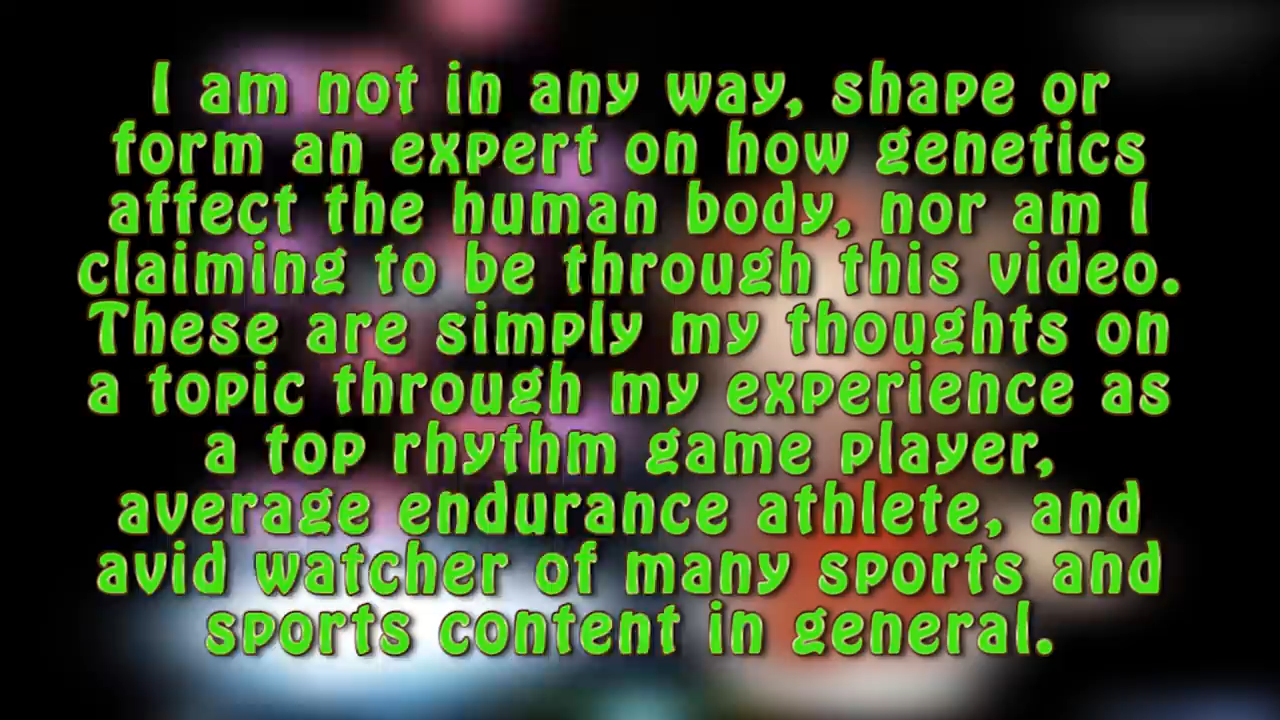 I am not in any way, shape or
form an expert on how genetics
affect the human body, nor am I
claiming to be through this video.
These are simply my thoughts on
a topic through my experience as
a top rhythm game player,
average endurance athlete, and
avid watcher of many sports and
sports content in general.